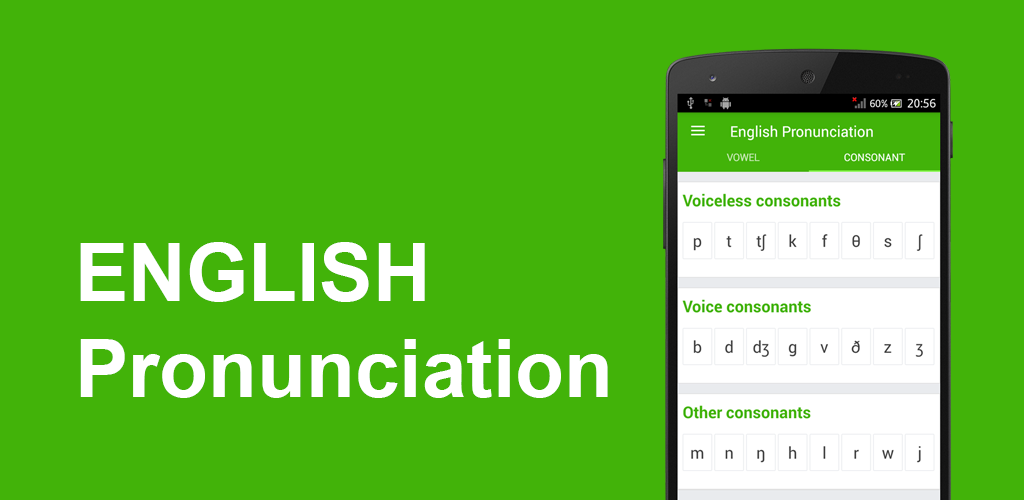 ENGLISH
Pronunciation
60% 20:56
English Pronunciation
VOWEL CONSONANT
Voiceless consonants
p t tʃ k f θ s ʃ
Voice consonants
b d dʒ g v ð z ʒ
Other consonants
m n ŋ h l r w j